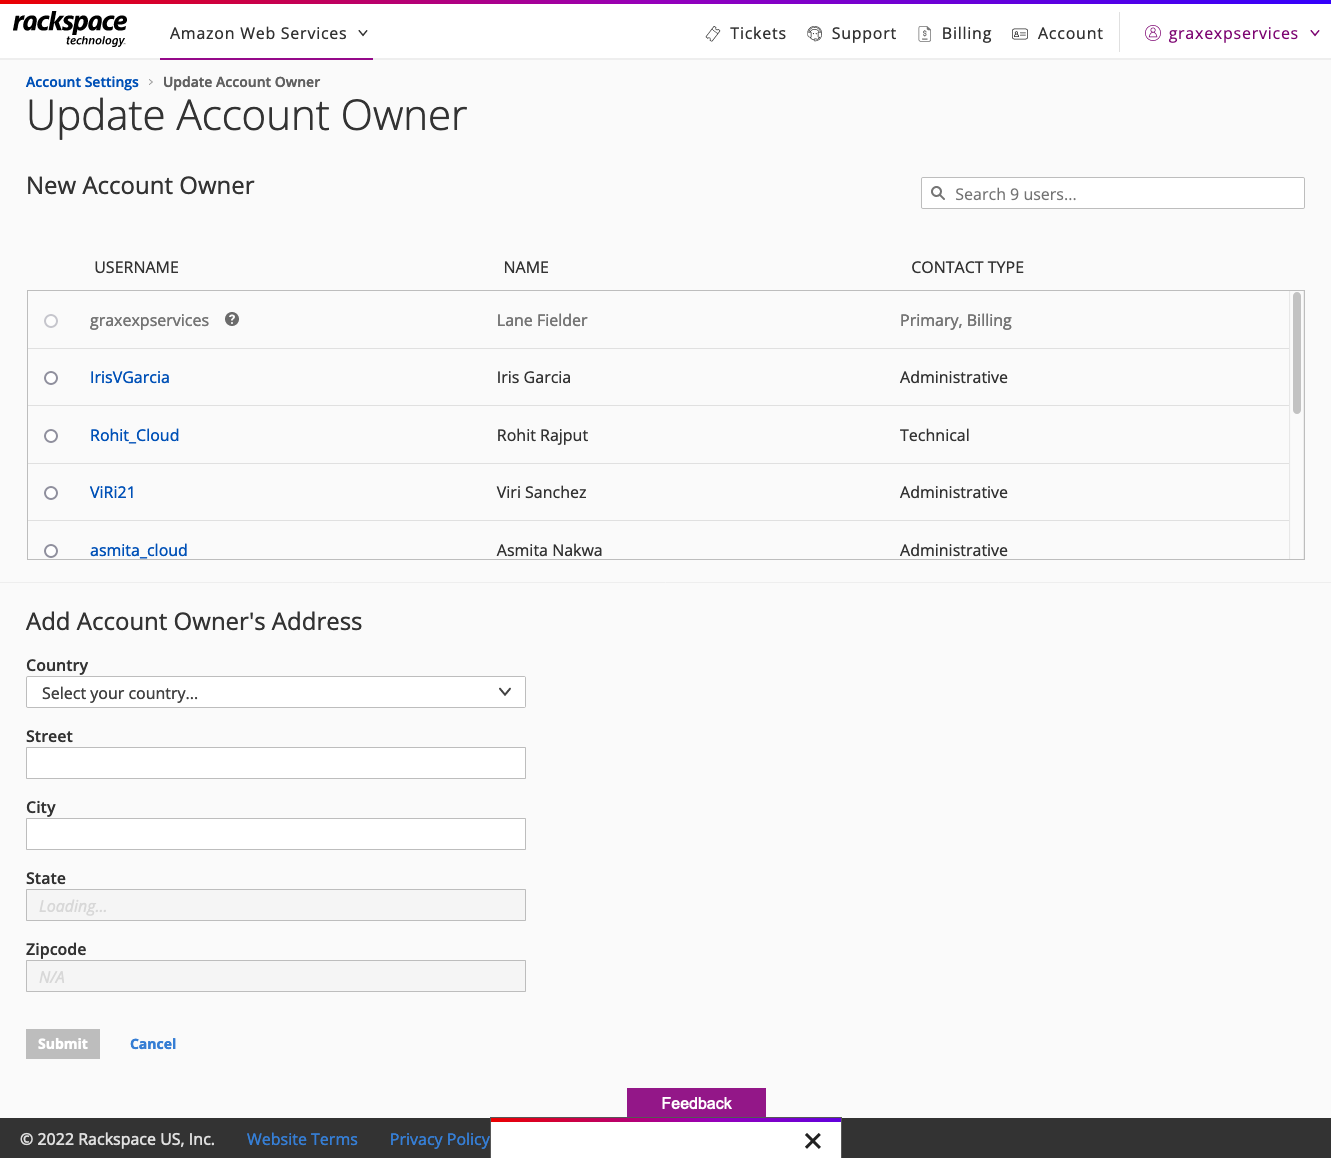 rackspace
technology.
Amazon Web Services
Tickets
Support
Billing
Account
graxexpservices
Account Settings > Update Account Owner
Update Account Owner
New Account Owner
Search 9 users...
USERNAME NAME CONTACT TYPE
graxexpservices ? Lane Fielder Primary, Billing
IrisVGarcia Iris Garcia Administrative
Rohit_Cloud Rohit Rajput Technical
ViRi21 Viri Sanchez Administrative
asmita_cloud Asmita Nakwa Administrative
Add Account Owner's Address
Country
Select your country...
Street
City
State
Loading...
Zipcode
N/A
Submit Cancel
Feedback
© 2022 Rackspace US, Inc. Website Terms Privacy Policy